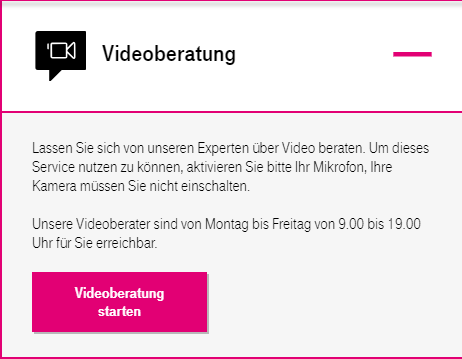 Videoberatung
Lassen Sie sich von unseren Experten über Video beraten. Um dieses
Service nutzen zu können, aktivieren Sie bitte Ihr Mikrofon, Ihre
Kamera müssen Sie nicht einschalten.
Unsere Videoberater sind von Montag bis Freitag von 9.00 bis 19.00
Uhr für Sie erreichbar.
Videoberatung
starten